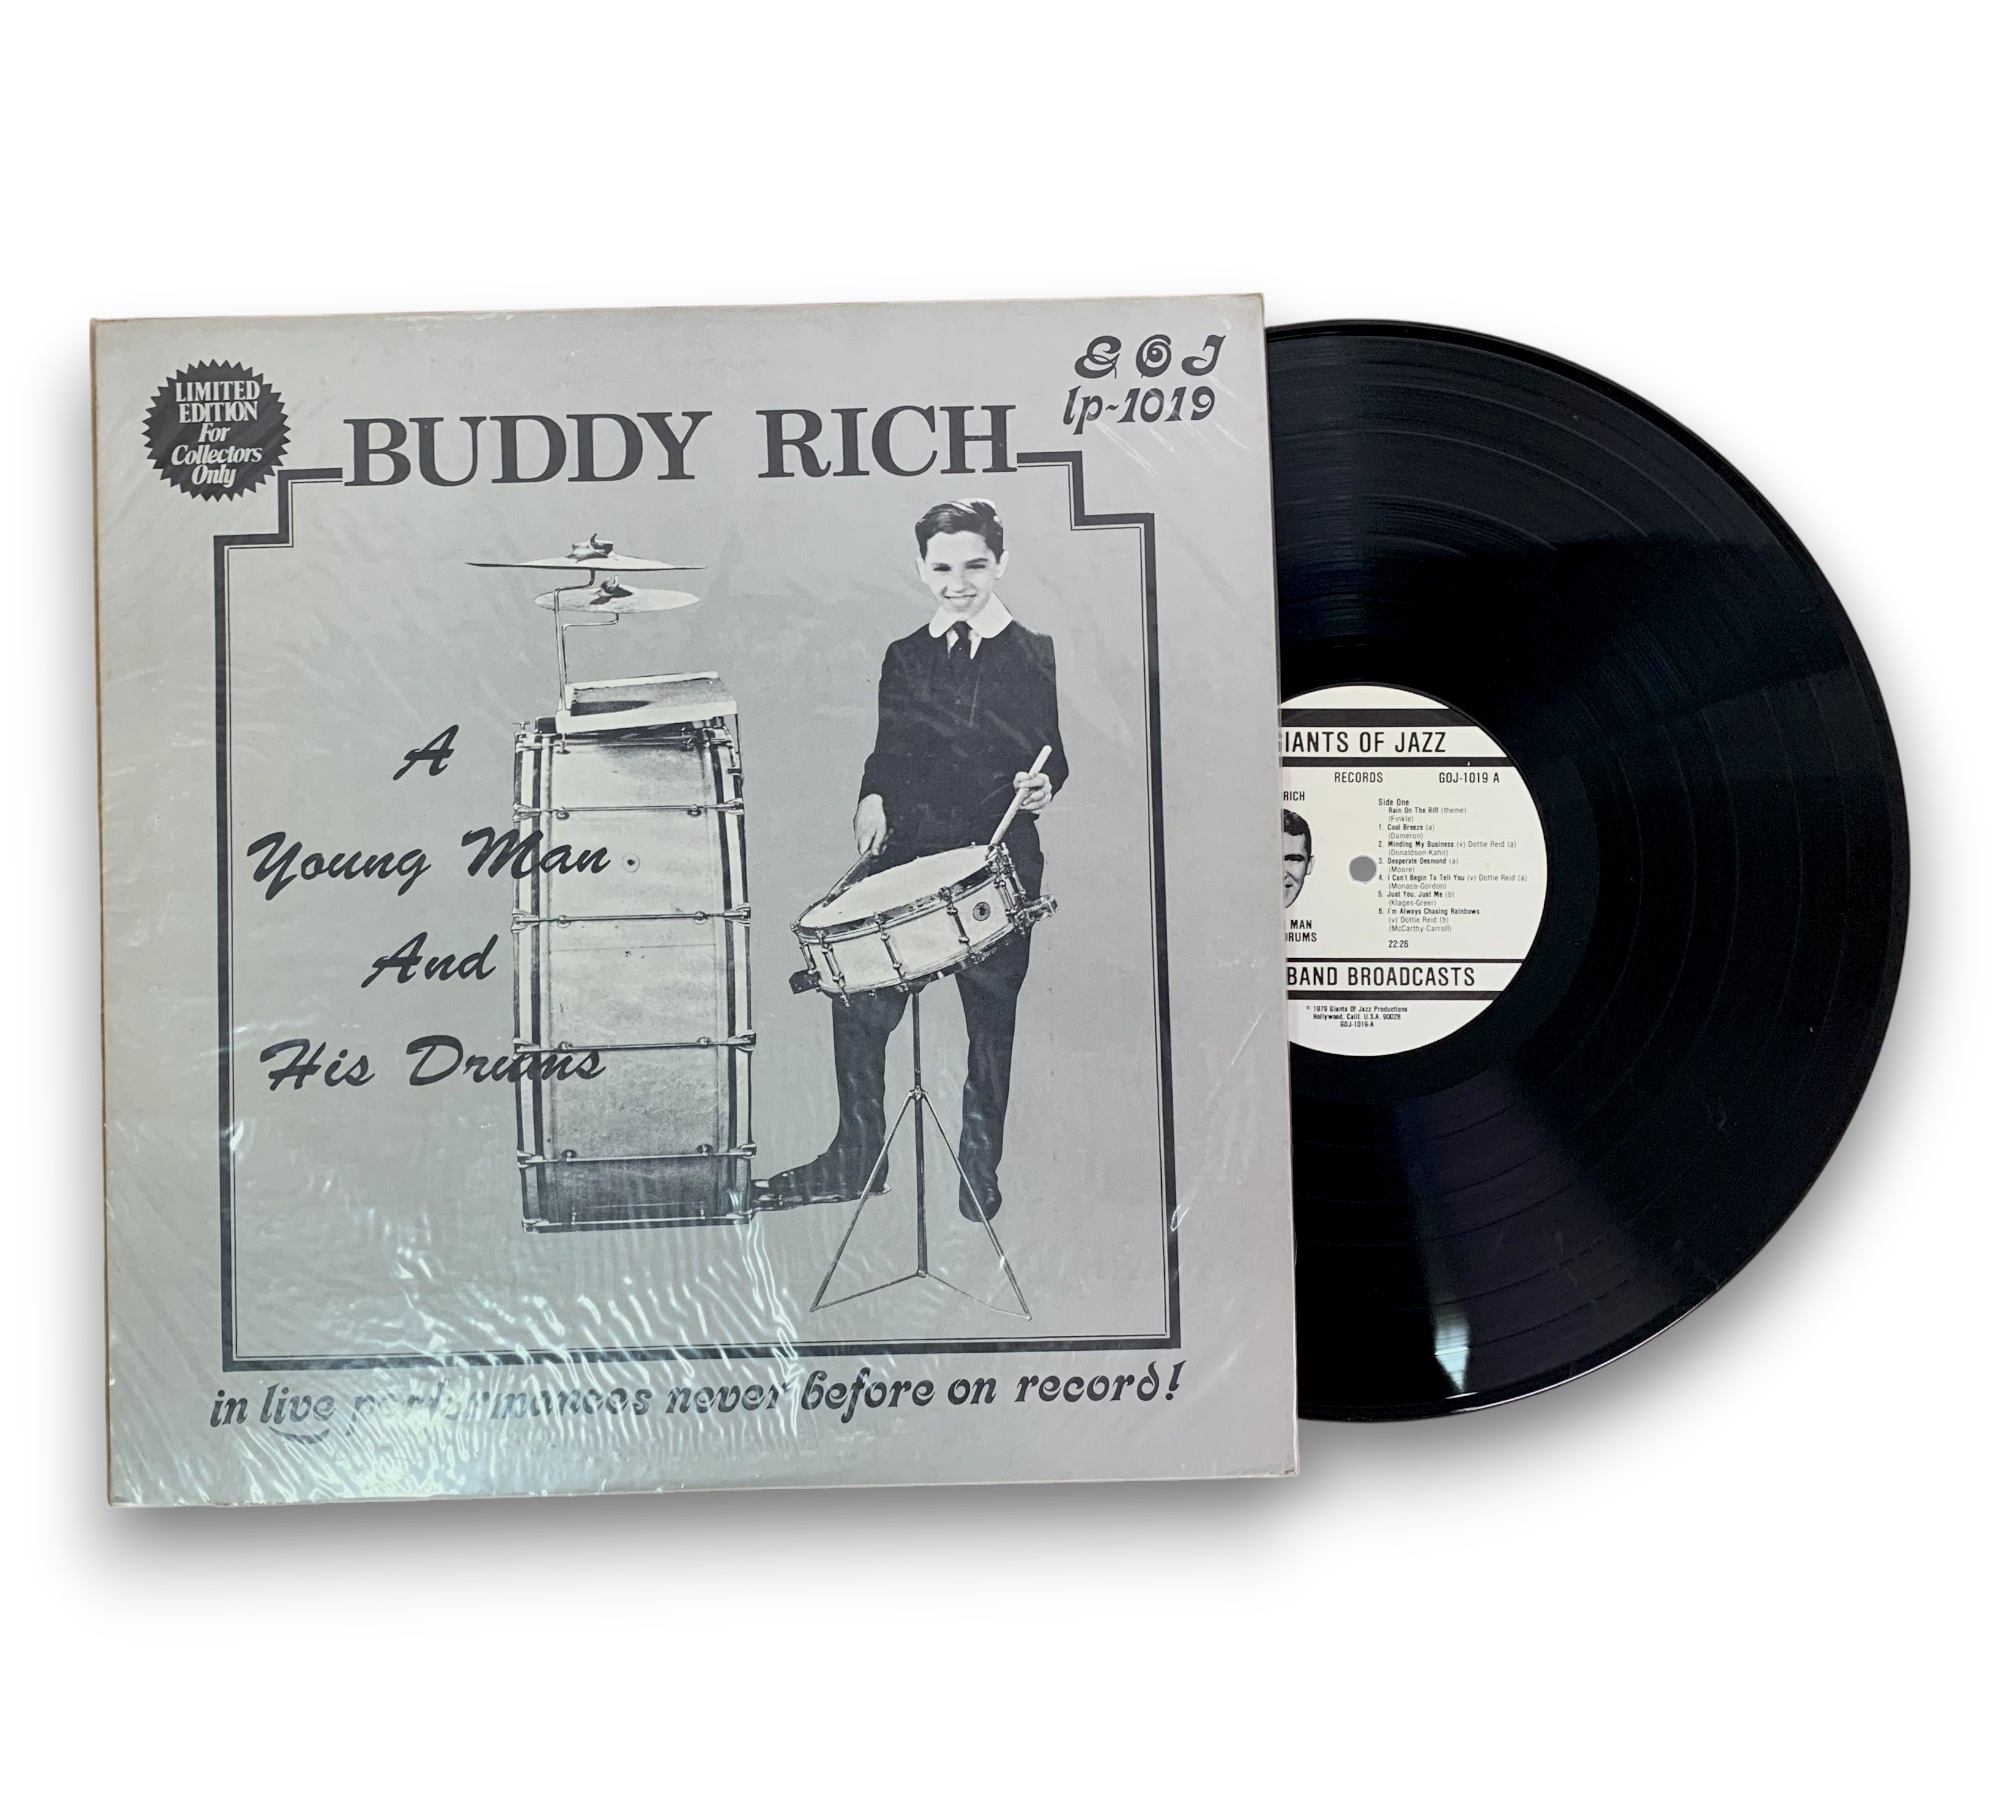 LIMITED
EDITION
For
Collectors
Only
G O J
lp-1019
BUDDY RICH
A
Young Man
And
His Drums
in live performances never before on record!
IANTS OF JAZZ
RECORDS GOJ-1019 A
RICH
Side One
Rain On The Riff (theme)
(Finkle)
1. Cool Breeze (a)
(Dameron)
2. Minding My Business (v) Dottie Reid (a)
(Donaldson-Kahn)
3. Desperate Desmond (a)
(Moore)
4. I Can't Begin To Tell You (v) Dottie Reid (a)
(Monaco-Gordon)
5. Just You, Just Me (b)
(Klages-Greer)
6. I'm Always Chasing Rainbows
(v) Dottie Reid (b)
(McCarthy-Carroll)
22:26
MAN
RUMS
BAND BROADCASTS
© 1979 Giants Of Jazz Productions
Hollywood, Calif. U.S.A. 90028
GOJ-1019-A